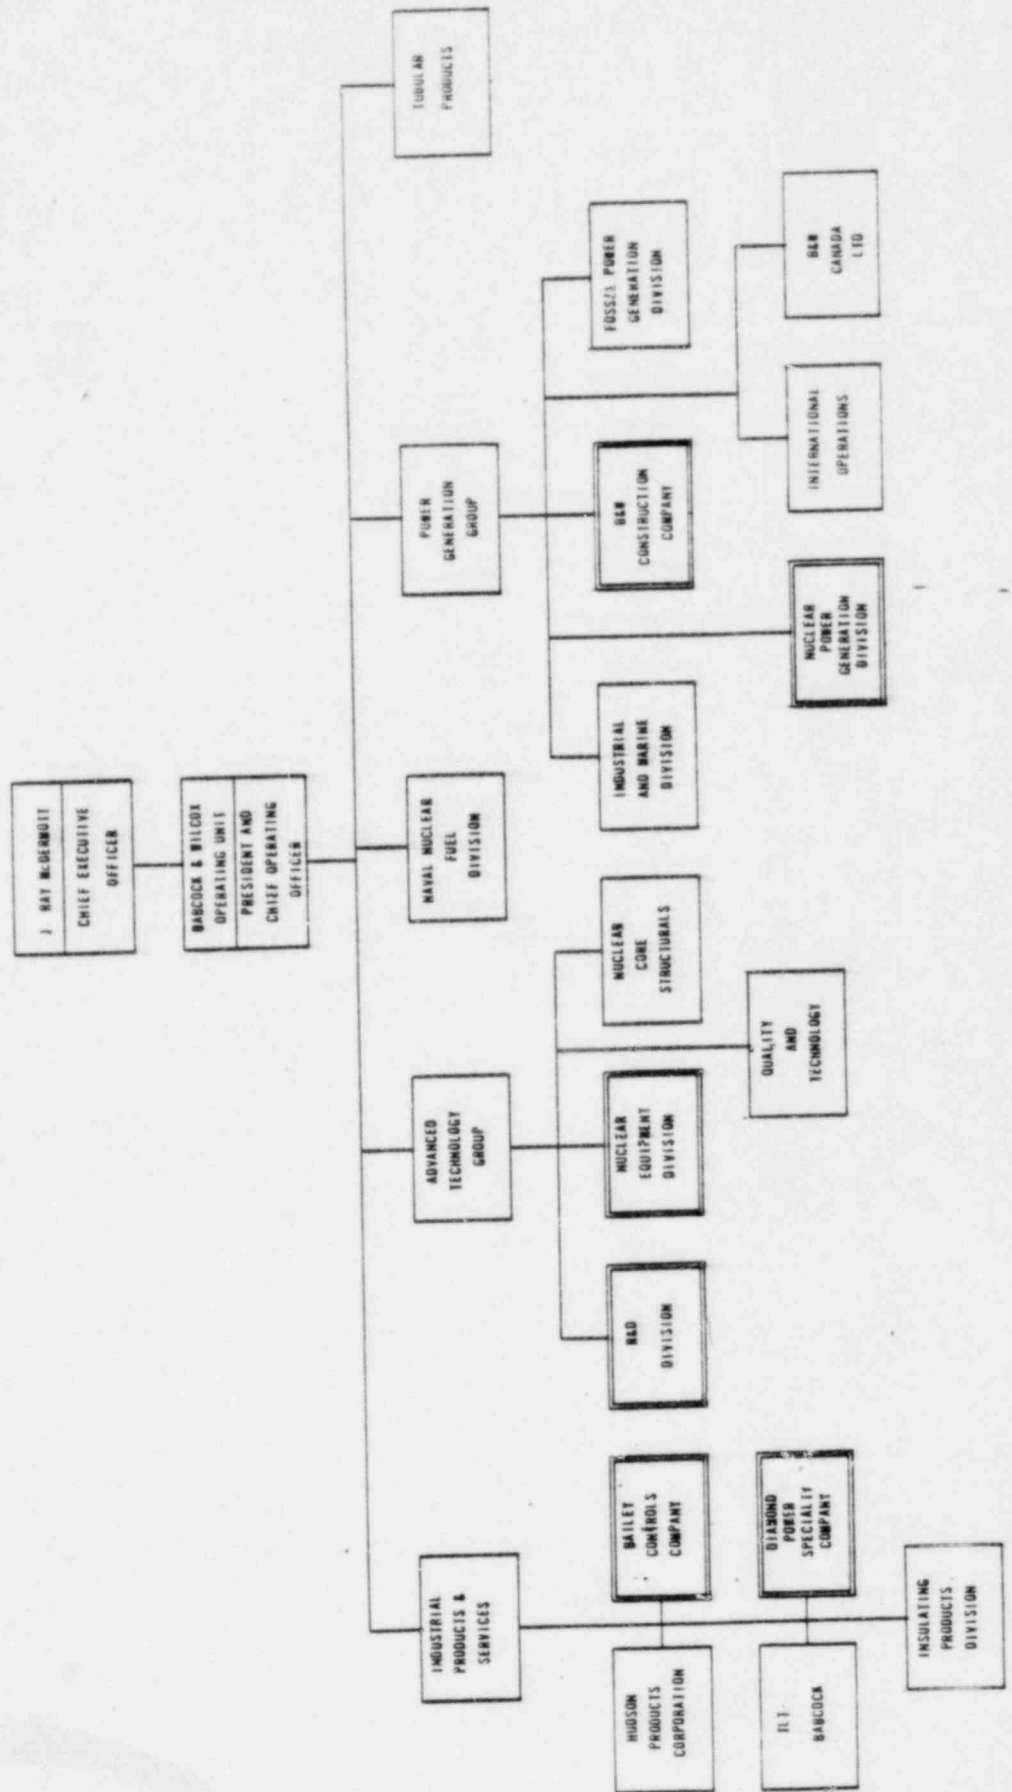 J RAY McDERMOTT
CHIEF EXECUTIVE
OFFICER
BABCOCK & WILCOX
OPERATING UNIT
PRESIDENT AND
CHIEF OPERATING
OFFICER
INDUSTRIAL
PRODUCTS &
SERVICES
ADVANCED
TECHNOLOGY
GROUP
NAVAL NUCLEAR
FUEL
DIVISION
POWER
GENERATION
GROUP
TUBULAR
PRODUCTS
HUDSON
PRODUCTS
CORPORATION
BAILEY
CONTROLS
COMPANY
R&D
DIVISION
NUCLEAR
EQUIPMENT
DIVISION
NUCLEAR
CORE
STRUCTURALS
INDUSTRIAL
AND MARINE
DIVISION
B&W
CONSTRUCTION
COMPANY
FOSSIL POWER
GENERATION
DIVISION
TLT
BABCOCK
DIAMOND
POWER
SPECIALTY
COMPANY
QUALITY
AND
TECHNOLOGY
NUCLEAR
POWER
GENERATION
DIVISION
INTERNATIONAL
OPERATIONS
B&W
CANADA
LTD
INSULATING
PRODUCTS
DIVISION